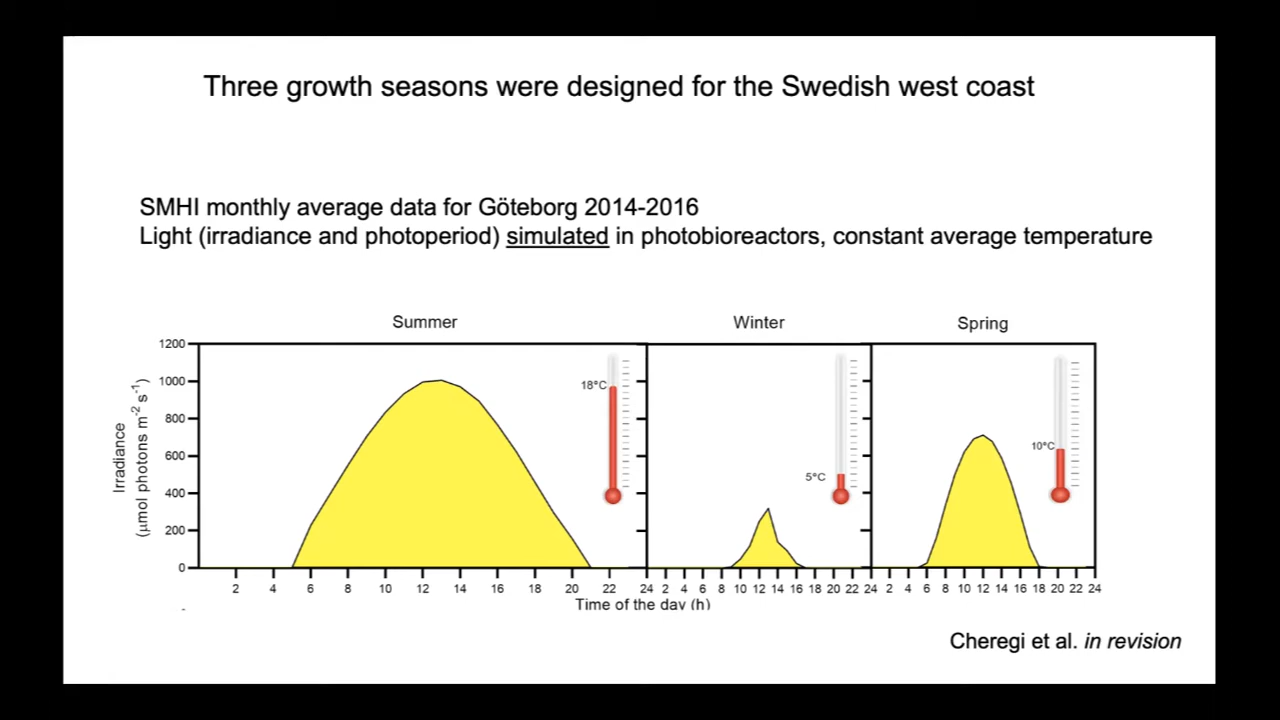 Three growth seasons were designed for the Swedish west coast
SMHI monthly average data for Göteborg 2014-2016
Light (irradiance and photoperiod) simulated in photobioreactors, constant average temperature
Summer
Winter
Spring
Irradiance
(µmol photons m-2 s-1)
1200
1000
800
600
400
200
0
18°C
5°C
10°C
2 4 6 8 10 12 14 16 18 20 22 24 2 4 6 8 10 12 14 16 18 20 22 24 2 4 6 8 10 12 14 16 18 20 22 24
Time of the day (h)
Cheregi et al. in revision